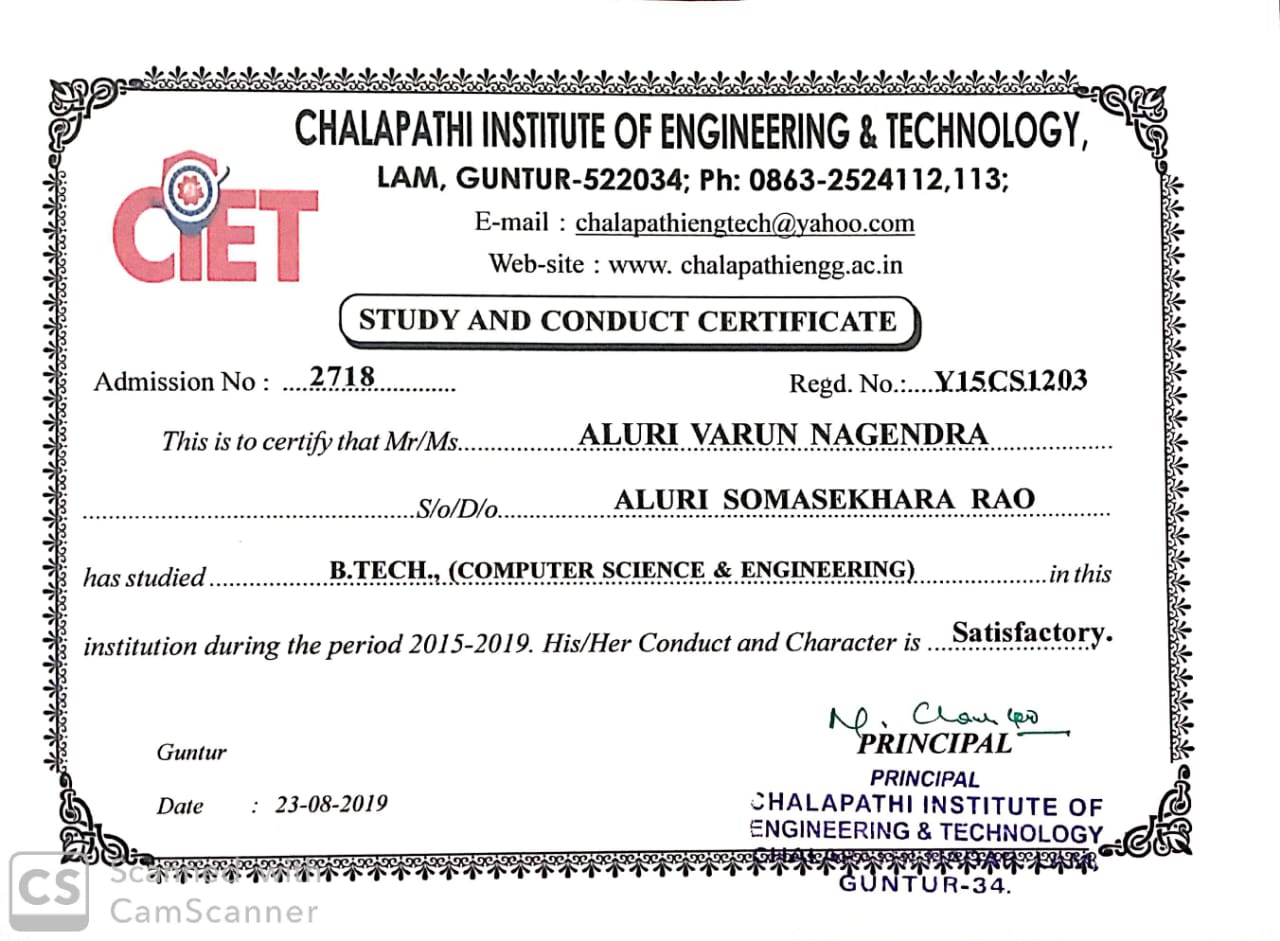 CHALAPATHI INSTITUTE OF ENGINEERING & TECHNOLOGY,
LAM, GUNTUR-522034; Ph: 0863-2524112,113;
CIET
E-mail : chalapathiengtech@yahoo.com
Web-site : www. chalapathiengg.ac.in
STUDY AND CONDUCT CERTIFICATE
Admission No : ....2718............ Regd. No.:....Y15CS1203
This is to certify that Mr/Ms..................ALURI VARUN NAGENDRA..................
..................S/o/D/o..................ALURI SOMASEKHARA RAO..................
has studied..................B.TECH., (COMPUTER SCIENCE & ENGINEERING)..................in this
institution during the period 2015-2019. His/Her Conduct and Character is ....Satisfactory.
PRINCIPAL
Guntur
PRINCIPAL
Date : 23-08-2019
CHALAPATHI INSTITUTE OF
ENGINEERING & TECHNOLOGY
GUNTUR-34.
CS Scanned with
CamScanner